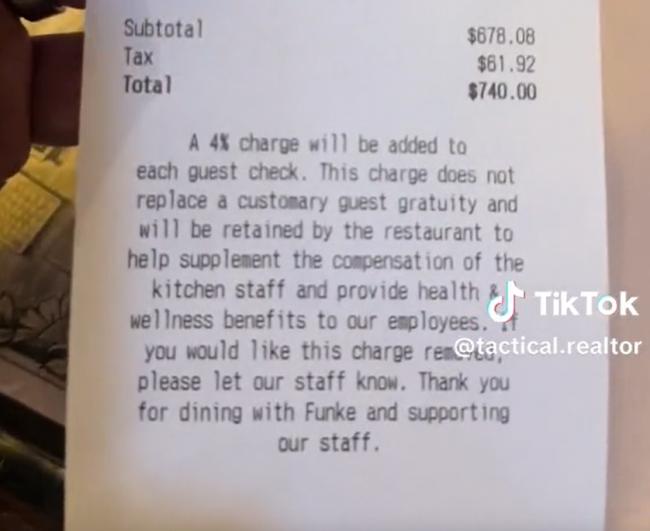 Subtotal $678.08
Tax $61.92
Total $740.00
A 4% charge will be added to
each guest check. This charge does not
replace a customary guest gratuity and
will be retained by the restaurant to
help supplement the compensation of the
kitchen staff and provide health &
wellness benefits to our employees. If
you would like this charge removed,
please let our staff know. Thank you
for dining with Funke and supporting
our staff.
TikTok
@tactical.realtor